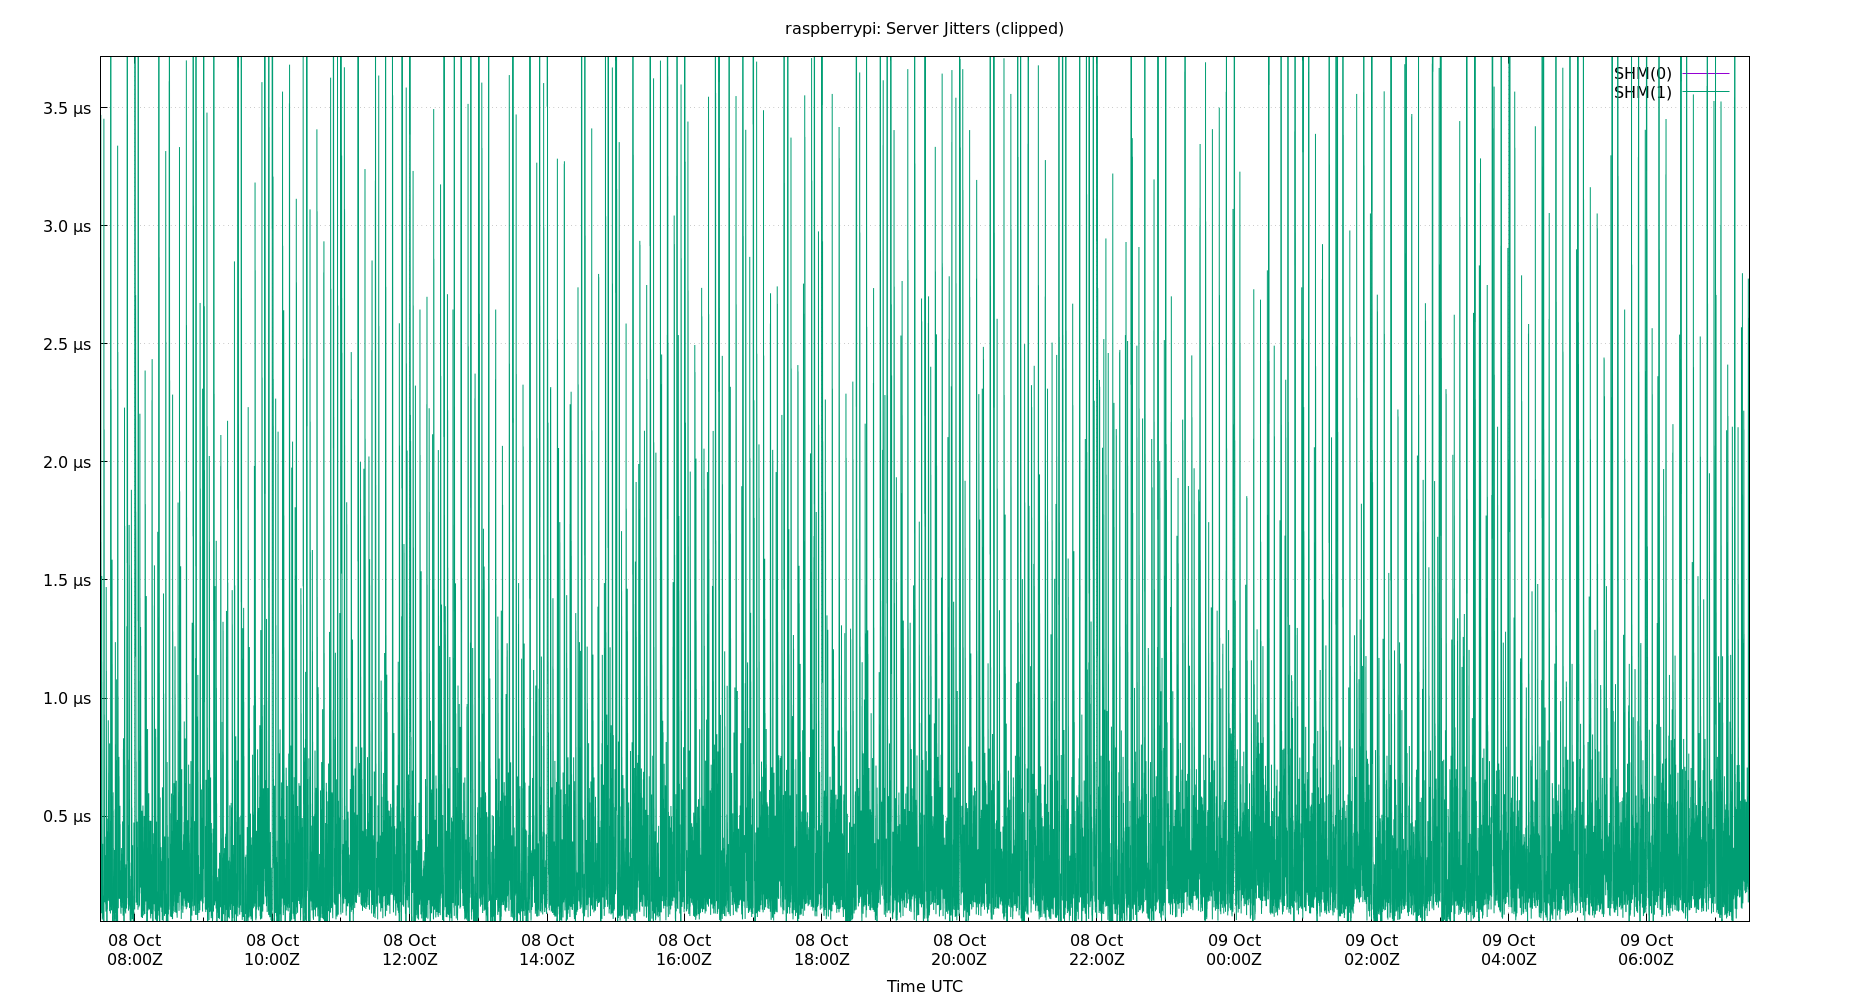 raspberrypi: Server Jitters (clipped)
SHM(0)
SHM(1)
3.5 μs
3.0 μs
2.5 μs
2.0 μs
1.5 μs
1.0 μs
0.5 μs
08 Oct 08 Oct 08 Oct 08 Oct 08 Oct 08 Oct 08 Oct 08 Oct 09 Oct 09 Oct 09 Oct 09 Oct
08:00Z 10:00Z 12:00Z 14:00Z 16:00Z 18:00Z 20:00Z 22:00Z 00:00Z 02:00Z 04:00Z 06:00Z
Time UTC